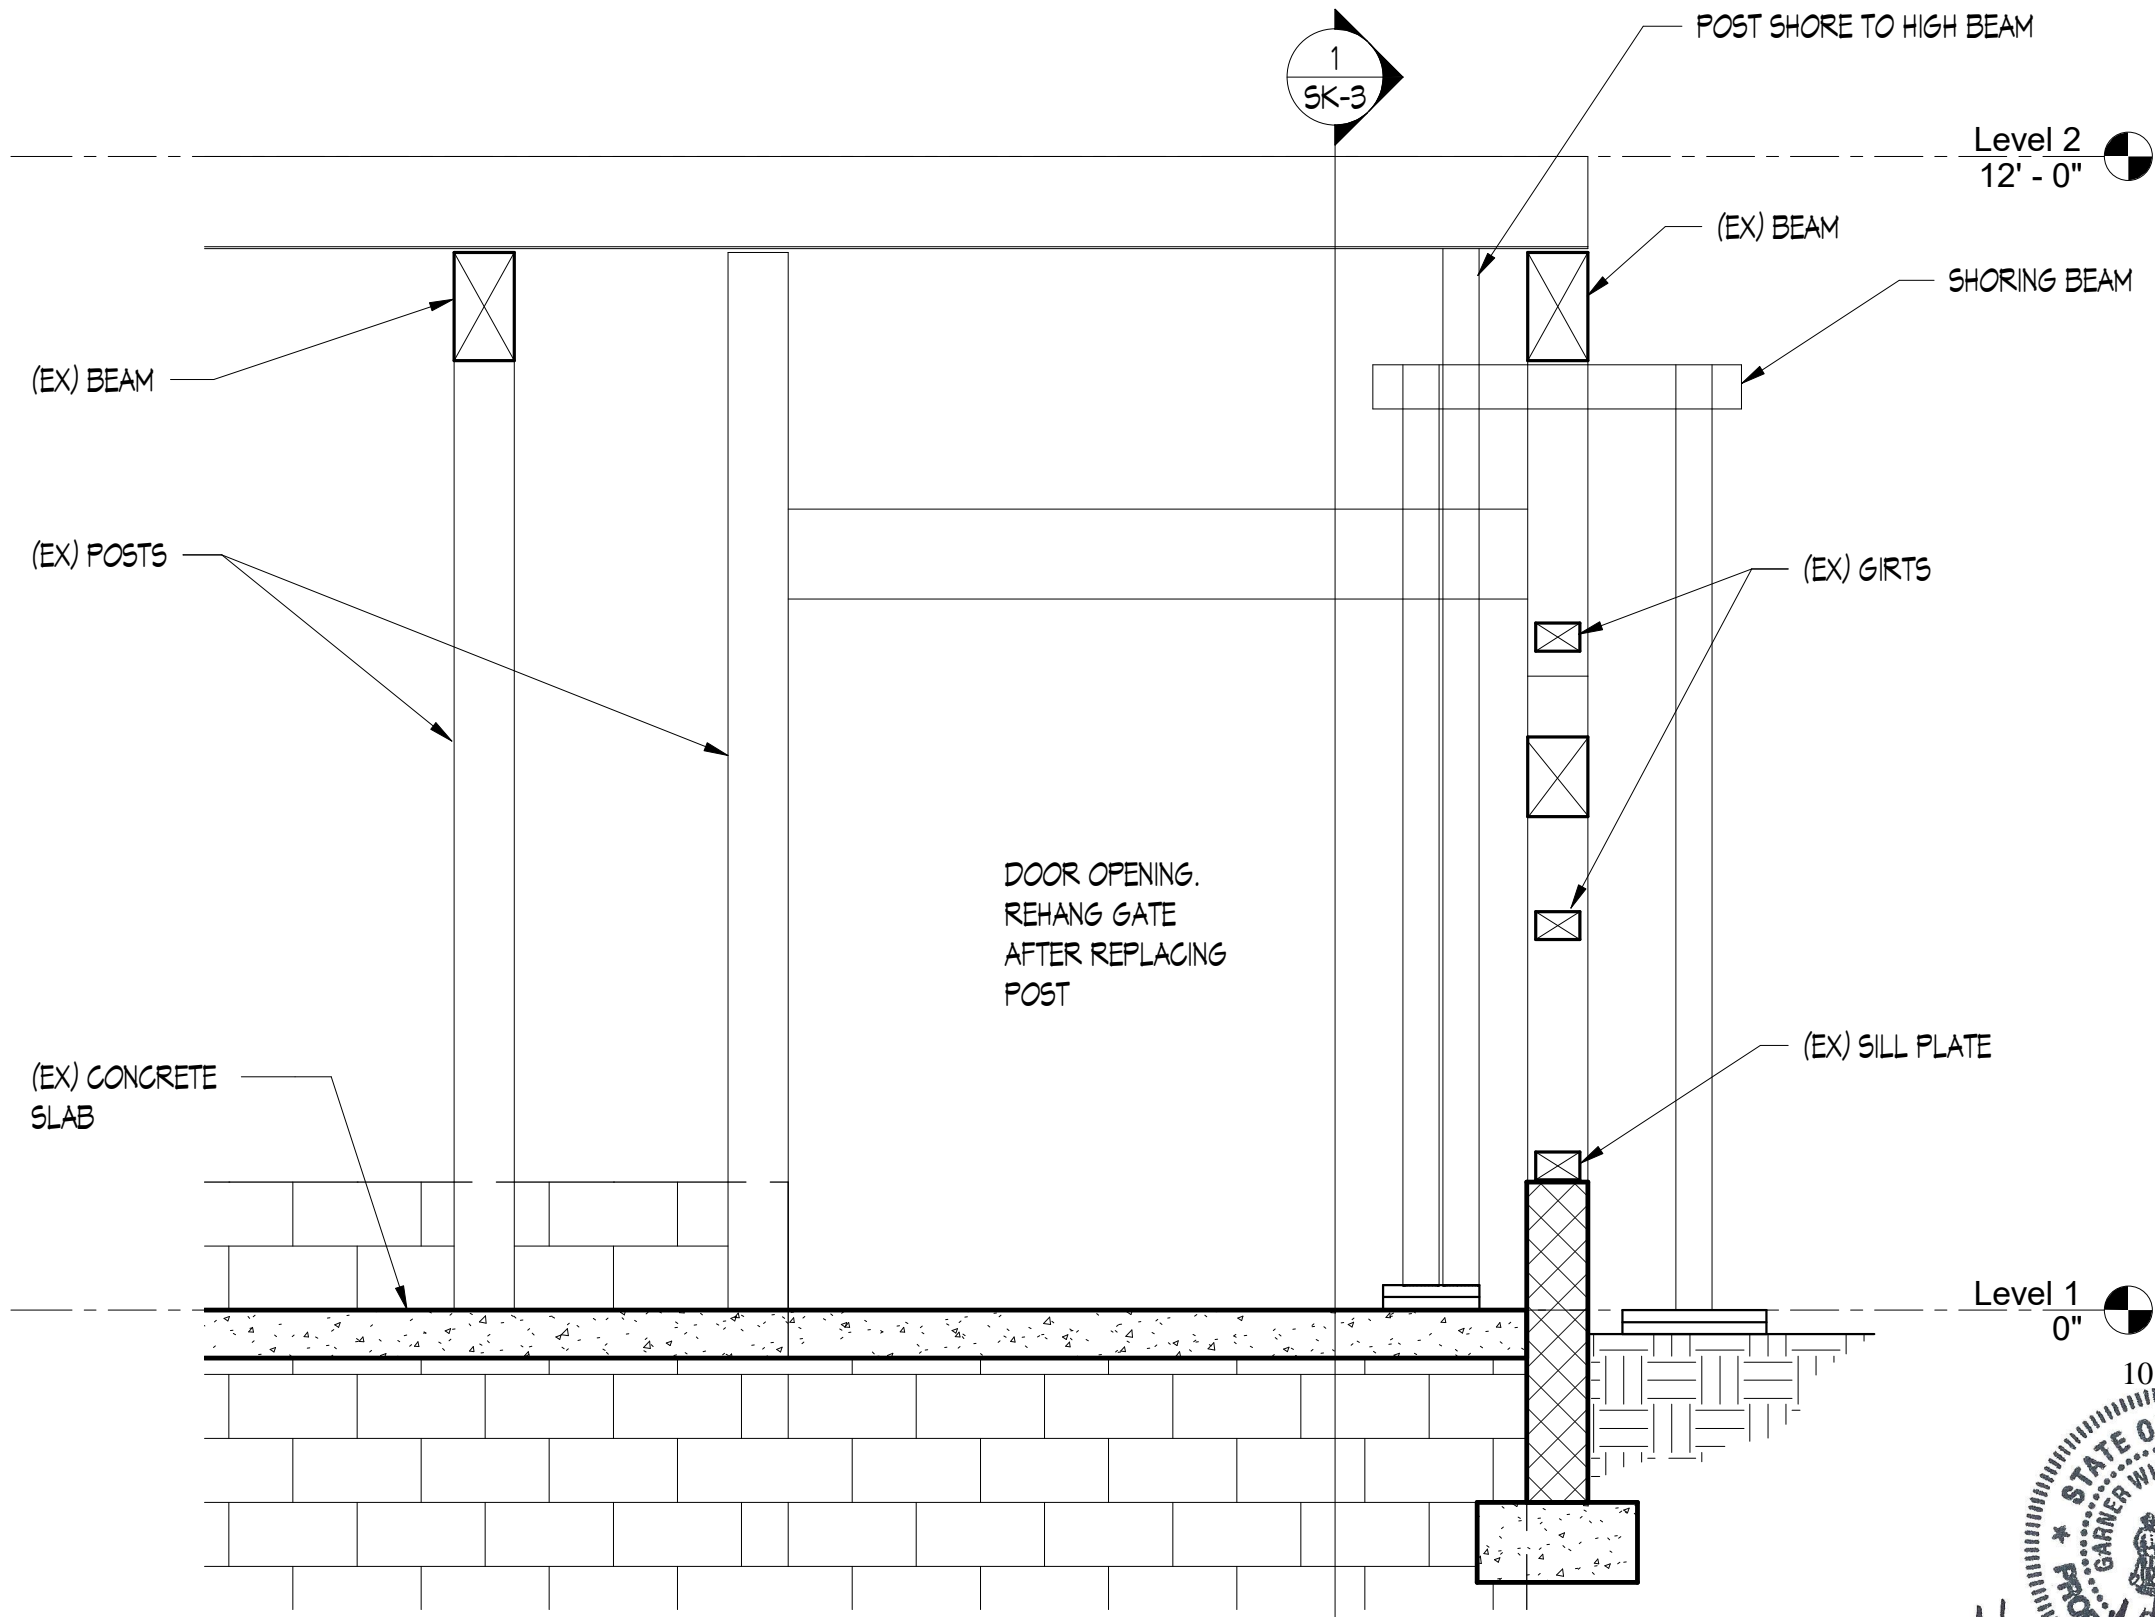 POST SHORE TO HIGH BEAM
1
SK-3
Level 2
12' - 0"
(EX) BEAM
SHORING BEAM
(EX) BEAM
(EX) POSTS
(EX) GIRTS
DOOR OPENING.
REHANG GATE
AFTER REPLACING
POST
(EX) SILL PLATE
(EX) CONCRETE
SLAB
Level 1
0"
10
STATE O
GARNER WI
PRO